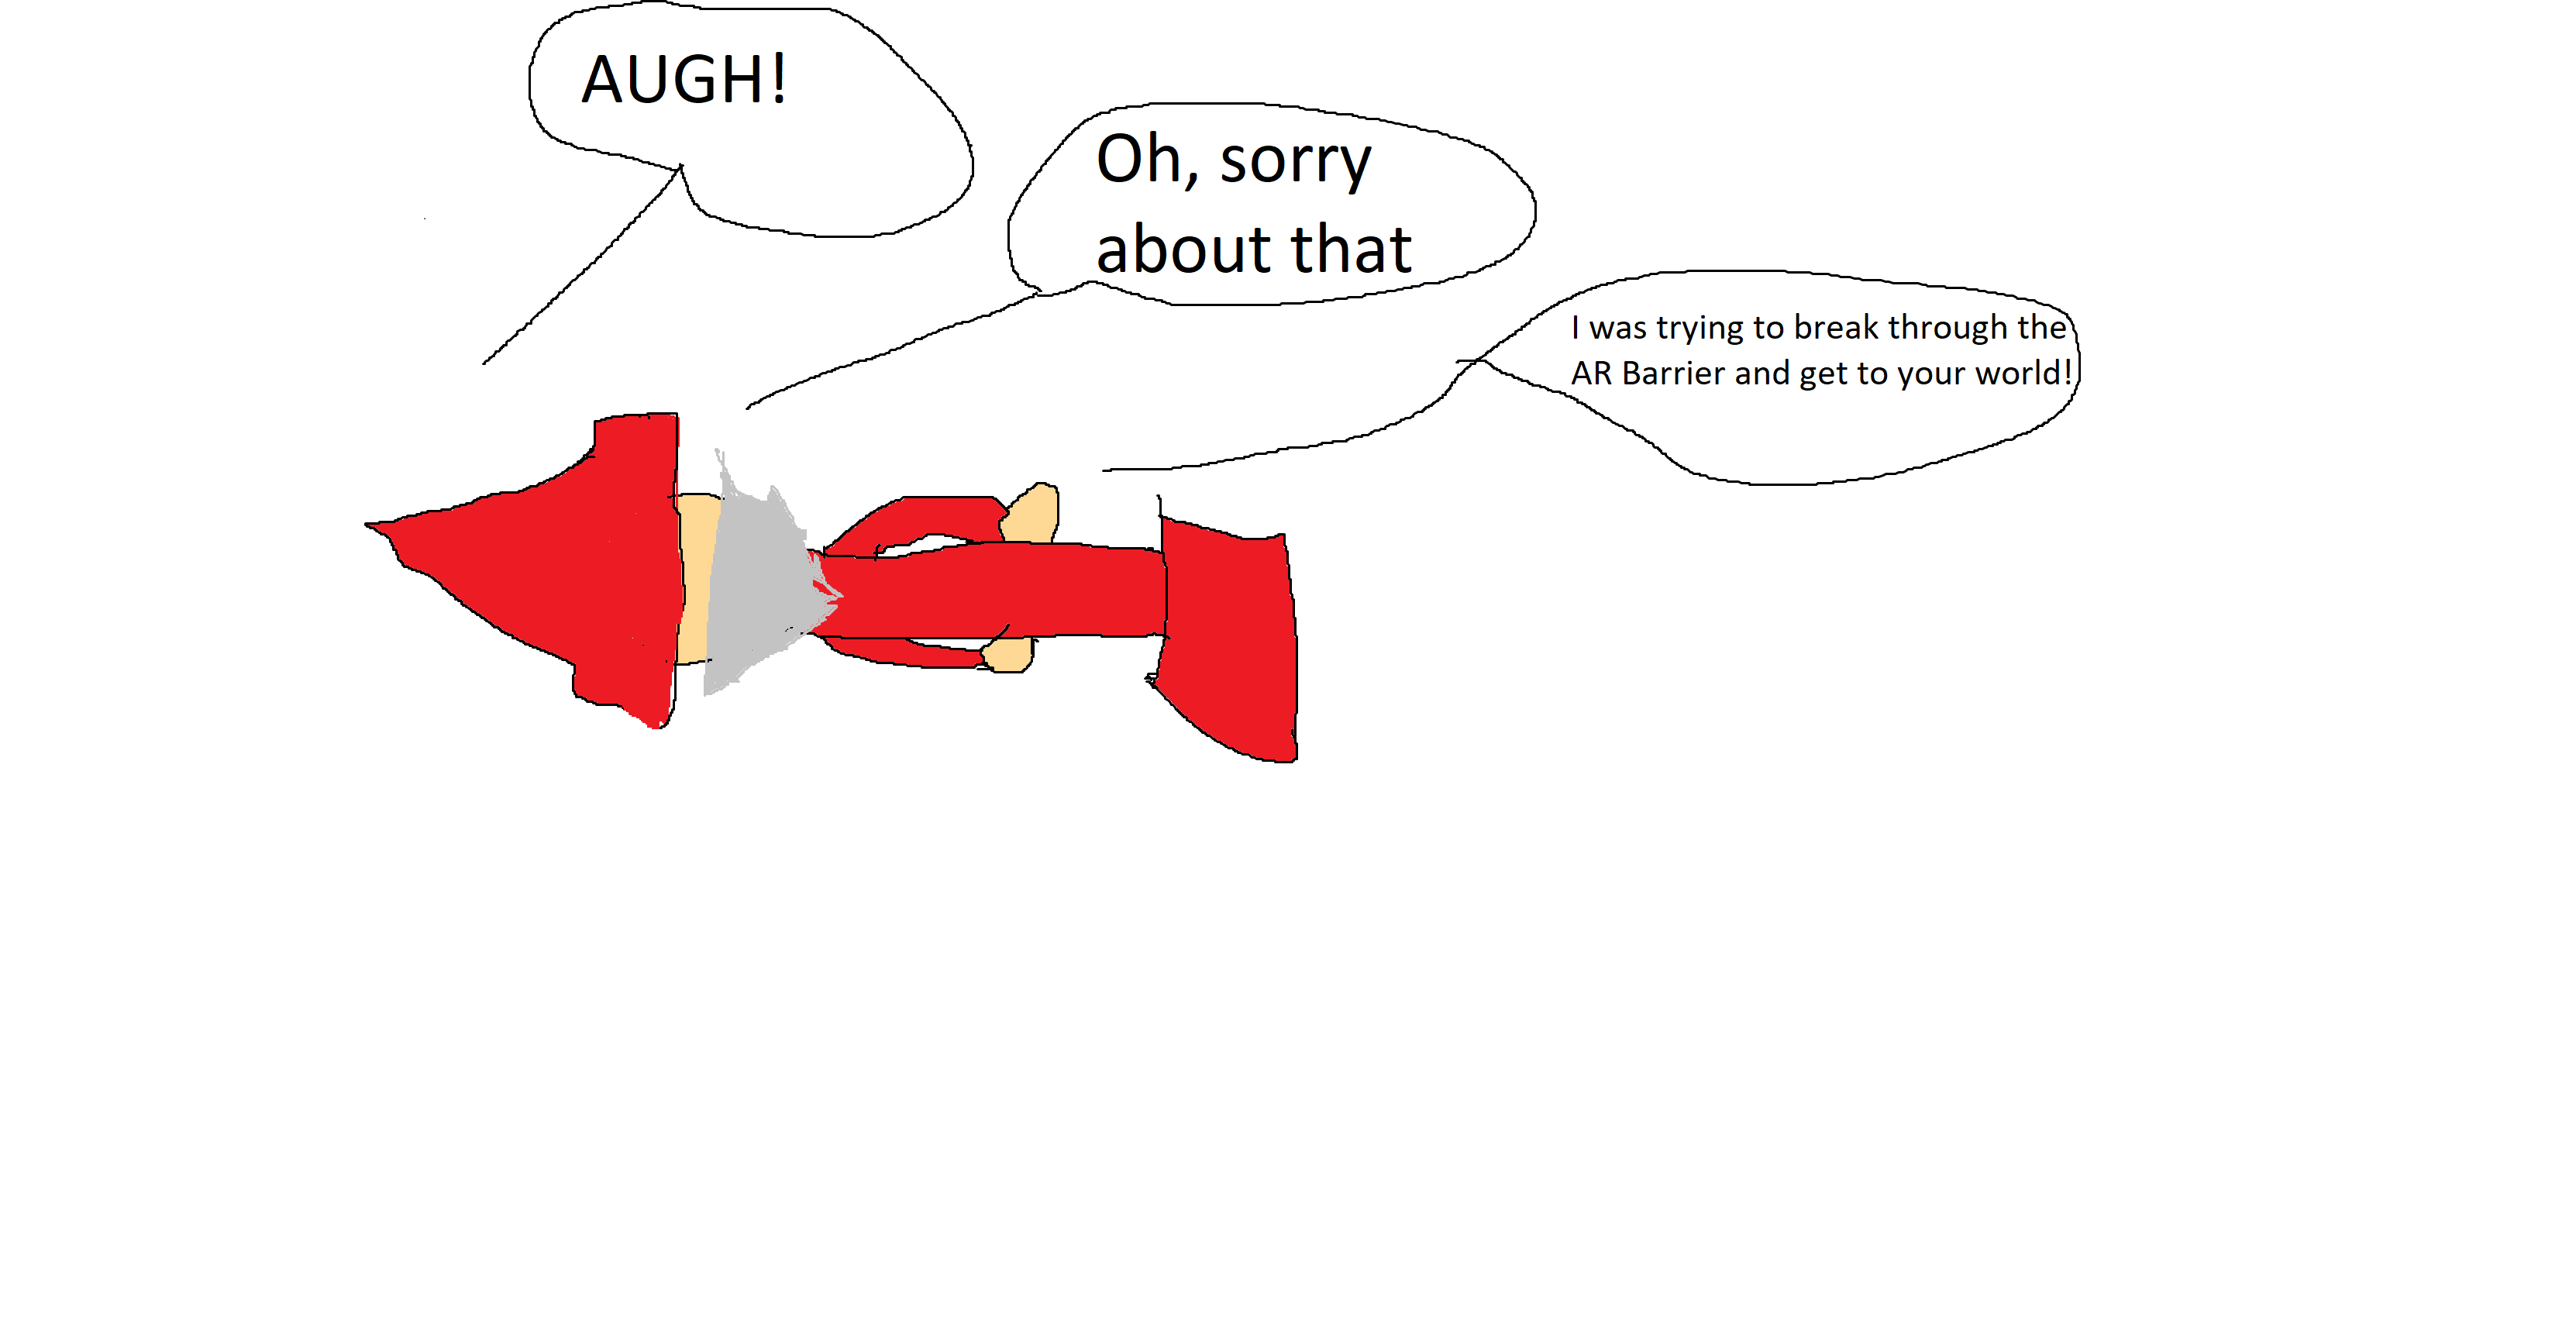 AUGH!
Oh, sorry
about that
I was trying to break through the
AR Barrier and get to your world!